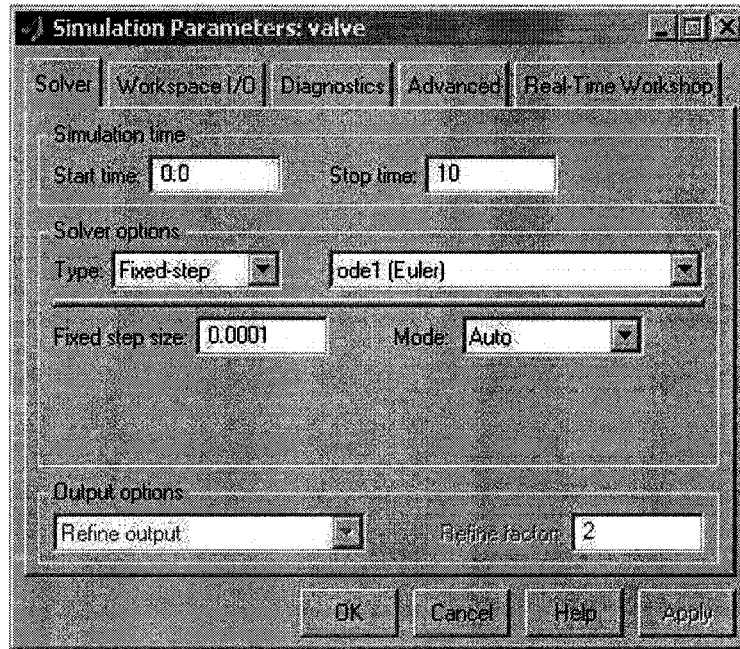 Simulation Parameters: valve
Solver Workspace I/O Diagnostics Advanced Real-Time Workshop
Simulation time
Start time: 0.0 Stop time: 10
Solver options
Type: Fixed-step ode1 (Euler)
Fixed step size: 0.0001 Mode: Auto
Output options
Refine output Refine factor: 2
OK Cancel Help Apply